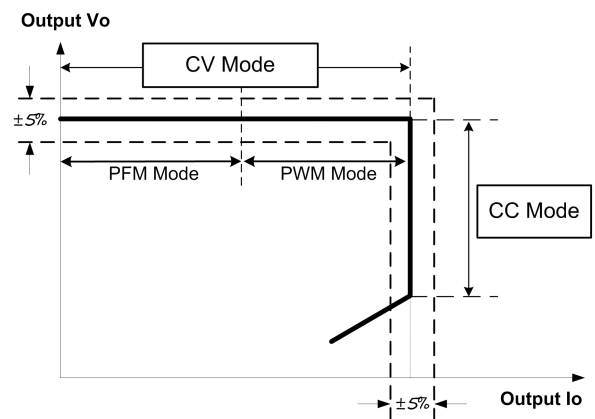 Output Vo
CV Mode
±5%
PFM Mode
PWM Mode
CC Mode
±5%
Output Io